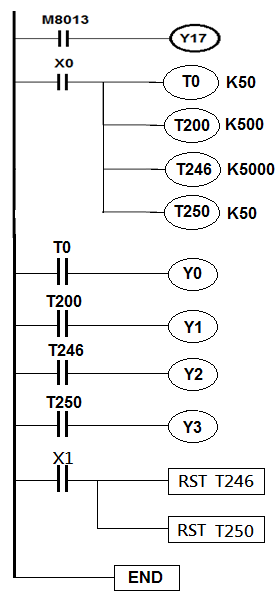 M8013
Y17
X0
T0 K50
T200 K500
T246 K5000
T250 K50
T0
Y0
T200
Y1
T246
Y2
T250
Y3
X1
RST T246
RST T250
END